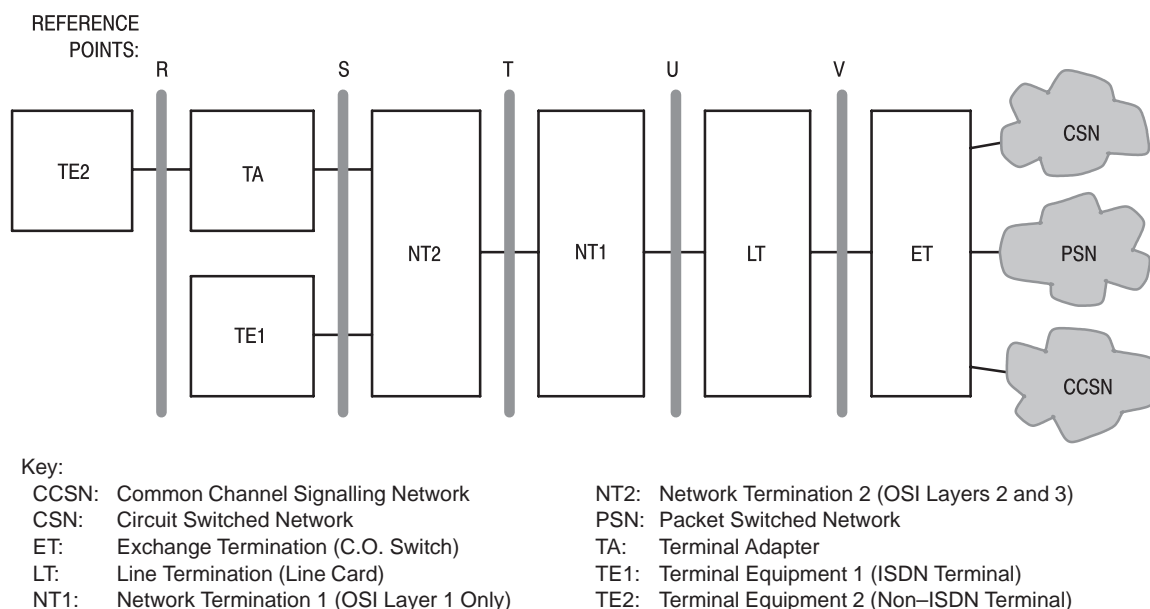 REFERENCE
POINTS:
R S T U V
CSN
TE2 TA
NT2 NT1 LT ET PSN
TE1
CCSN
Key:
CCSN: Common Channel Signalling Network
CSN: Circuit Switched Network
ET: Exchange Termination (C.O. Switch)
LT: Line Termination (Line Card)
NT1: Network Termination 1 (OSI Layer 1 Only)
NT2: Network Termination 2 (OSI Layers 2 and 3)
PSN: Packet Switched Network
TA: Terminal Adapter
TE1: Terminal Equipment 1 (ISDN Terminal)
TE2: Terminal Equipment 2 (Non–ISDN Terminal)